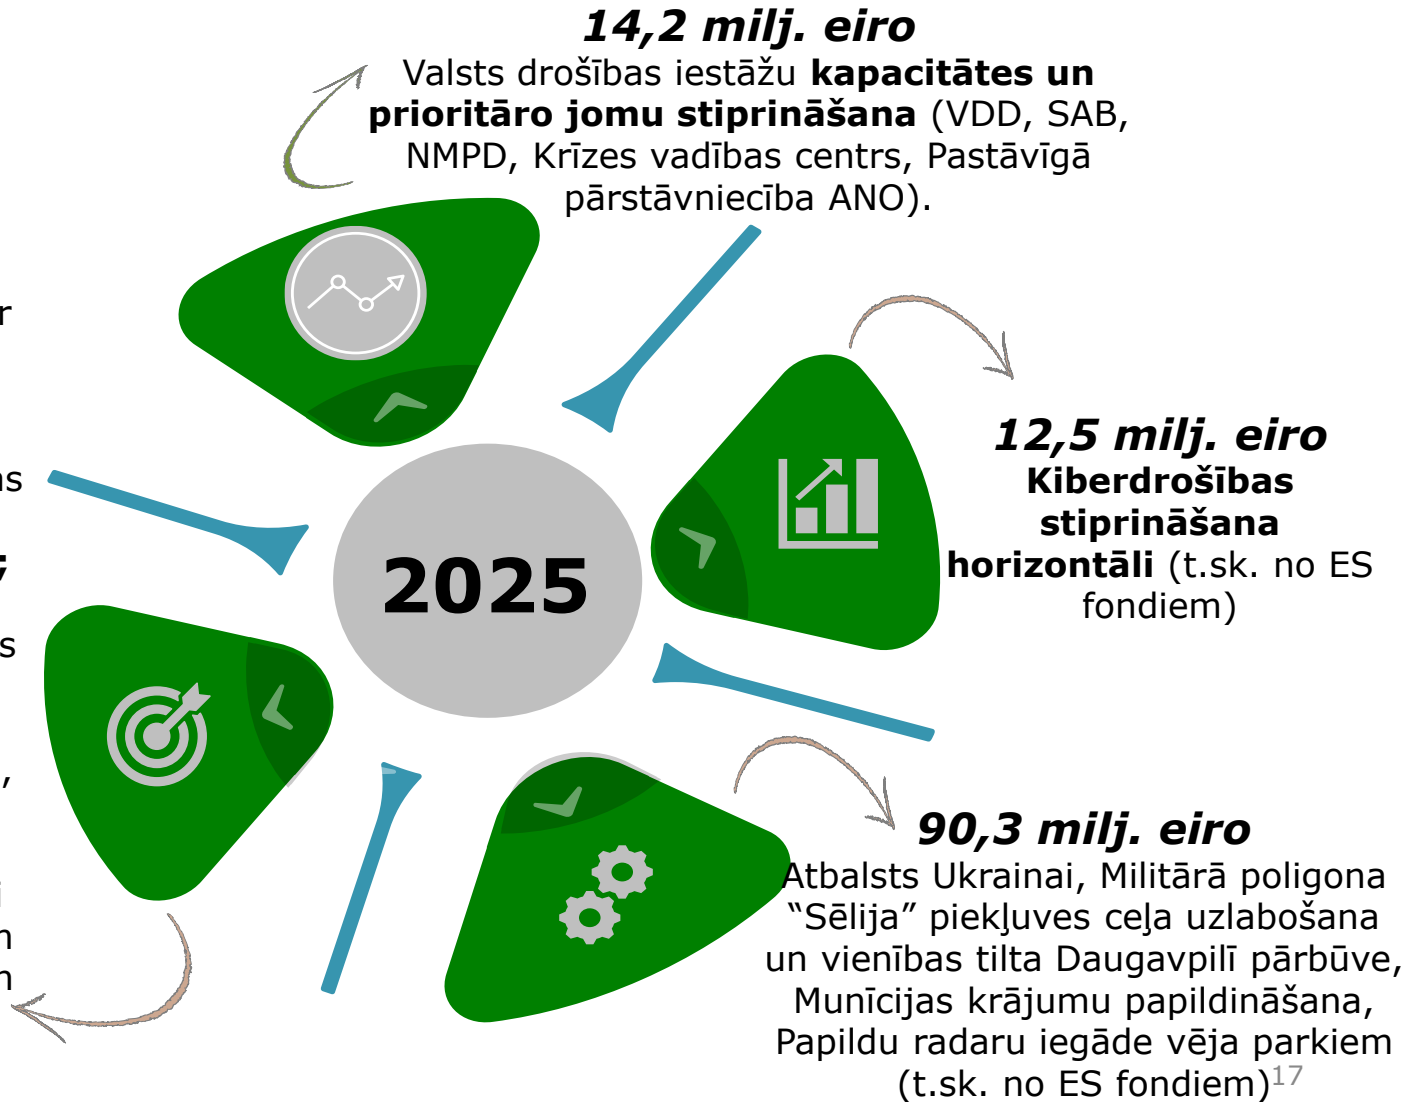 14,2 milj. eiro
Valsts drošības iestāžu kapacitātes un
prioritāro jomu stiprināšana (VDD, SAB,
NMPD, Krīzes vadības centrs, Pastāvīgā
pārstāvniecība ANO).
2025
12,5 milj. eiro
Kiberdrošības
stiprināšana
horizontāli (t.sk. no ES
fondiem)
90,3 milj. eiro
Atbalsts Ukrainai, Militārā poligona
“Sēlija” piekļuves ceļa uzlabošana
un vienības tilta Daugavpilī pārbūve,
Munīcijas krājumu papildināšana,
Papildu radaru iegāde vēja parkiem
(t.sk. no ES fondiem)
17